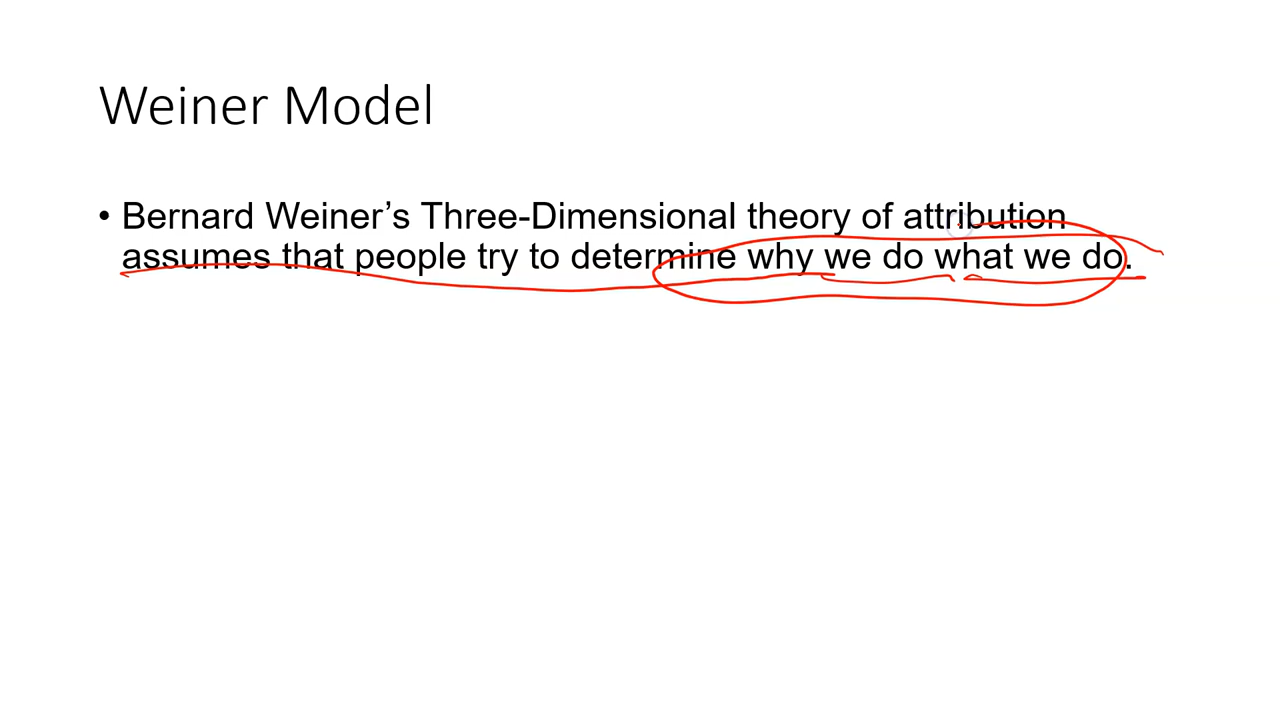 Weiner Model
• Bernard Weiner’s Three-Dimensional theory of attribution
assumes that people try to determine why we do what we do.